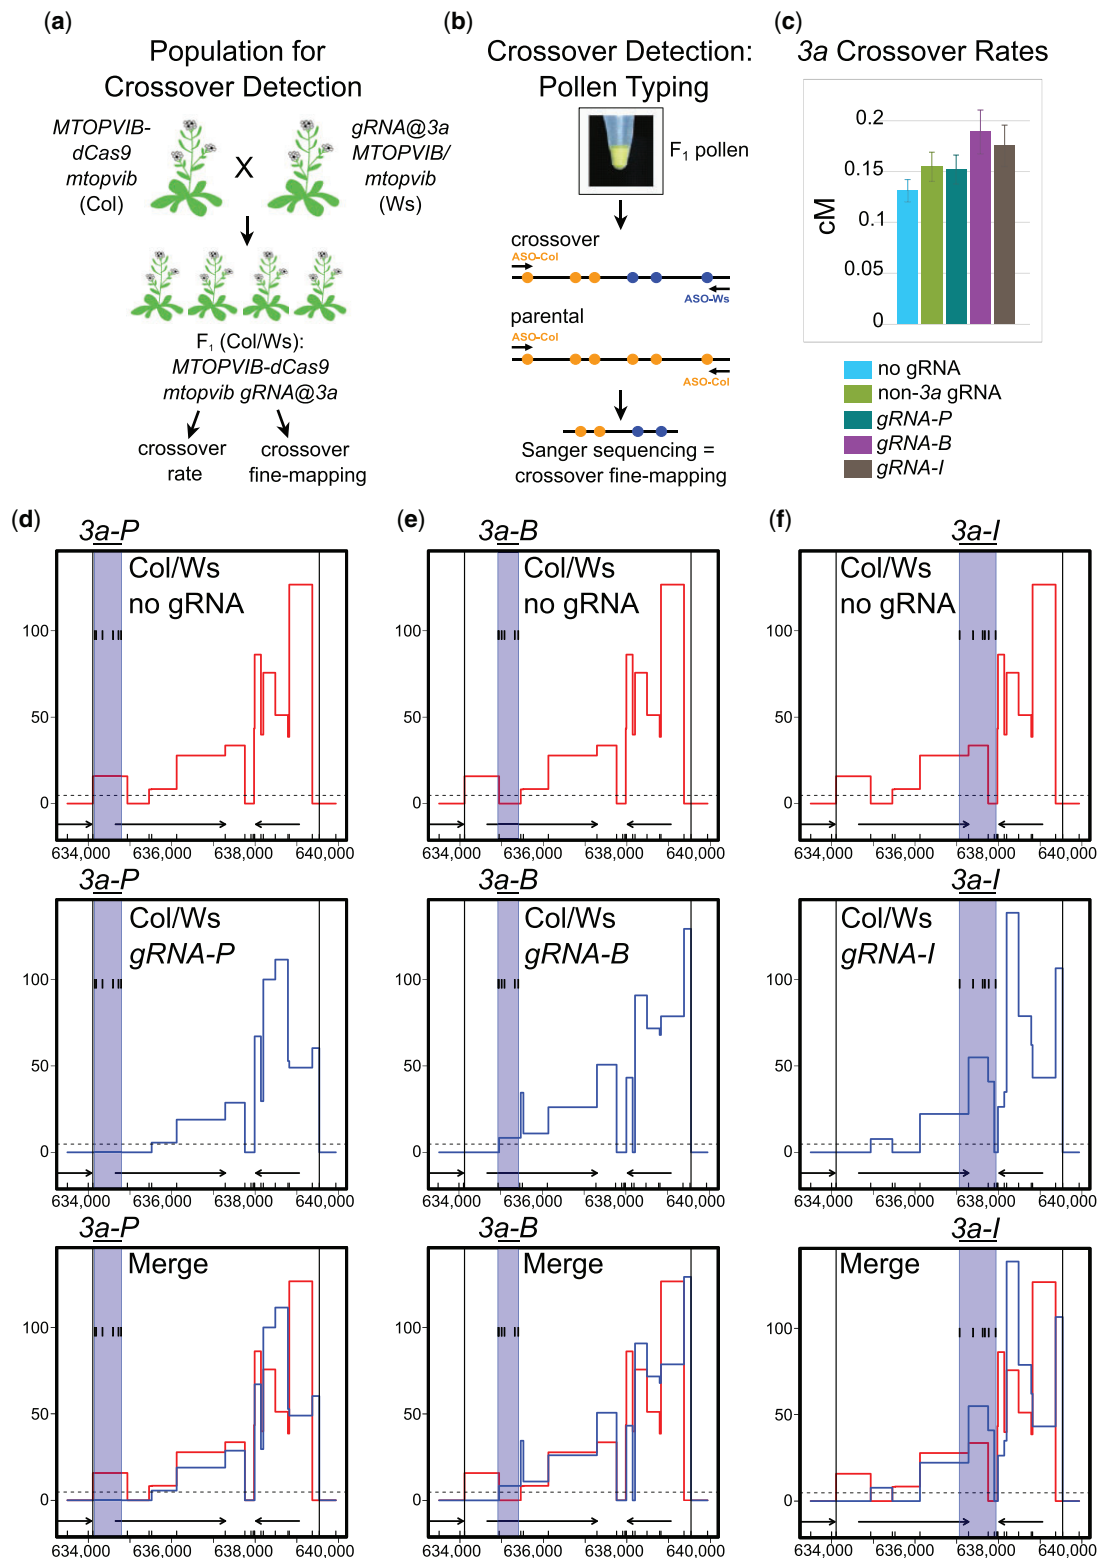 (a)
Population for
Crossover Detection
MTOPVIB-
dCas9
mtopvib
(Col)
X
gRNA@3a
MTOPVIB/
mtopvib
(Ws)
F1 (Col/Ws):
MTOPVIB-dCas9
mtopvib gRNA@3a
crossover
rate
crossover
fine-mapping
(b)
Crossover Detection:
Pollen Typing
F1 pollen
crossover
ASO-Col
ASO-Ws
parental
ASO-Col
ASO-Col
Sanger sequencing =
crossover fine-mapping
(c)
3a Crossover Rates
cM
0.2
0.15
0.1
0.05
0
no gRNA
non-3a gRNA
gRNA-P
gRNA-B
gRNA-I
(d)
3a-P
Col/Ws
no gRNA
100
50
0
634,000 636,000 638,000 640,000
3a-P
Col/Ws
gRNA-P
100
50
0
634,000 636,000 638,000 640,000
3a-P
Merge
100
50
0
634,000 636,000 638,000 640,000
(e)
3a-B
Col/Ws
no gRNA
100
50
0
634,000 636,000 638,000 640,000
3a-B
Col/Ws
gRNA-B
100
50
0
634,000 636,000 638,000 640,000
3a-B
Merge
100
50
0
634,000 636,000 638,000 640,000
(f)
3a-I
Col/Ws
no gRNA
100
50
0
634,000 636,000 638,000 640,000
3a-I
Col/Ws
gRNA-I
100
50
0
634,000 636,000 638,000 640,000
3a-I
Merge
100
50
0
634,000 636,000 638,000 640,000